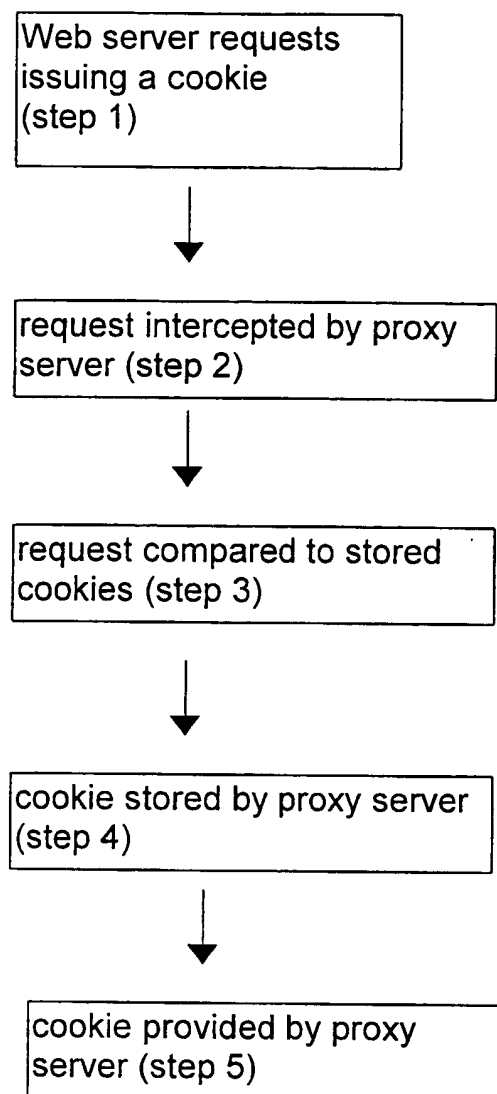 Web server requests
issuing a cookie
(step 1)
request intercepted by proxy
server (step 2)
request compared to stored
cookies (step 3)
cookie stored by proxy server
(step 4)
cookie provided by proxy
server (step 5)